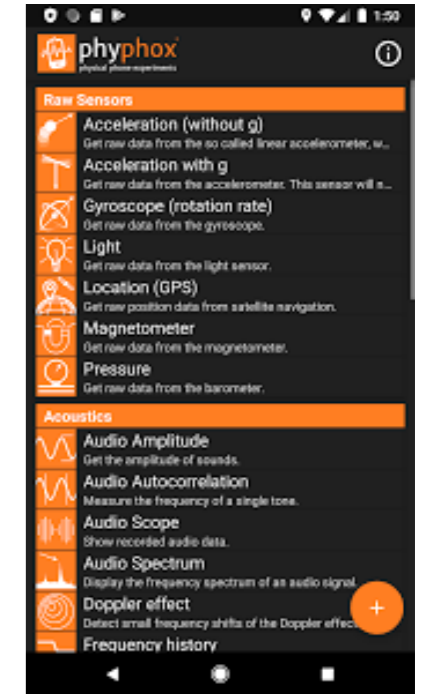 1:50
phyphox
physical phone experiments
Raw Sensors
Acceleration (without g)
Get raw data from the so called linear accelerometer, w…
Acceleration with g
Get raw data from the accelerometer. This sensor will n…
Gyroscope (rotation rate)
Get raw data from the gyroscope.
Light
Get raw data from the light sensor.
Location (GPS)
Get raw position data from satellite navigation.
Magnetometer
Get raw data from the magnetometer.
Pressure
Get raw data from the barometer.
Acoustics
Audio Amplitude
Get the amplitude of sounds.
Audio Autocorrelation
Measure the frequency of a single tone.
Audio Scope
Show recorded audio data.
Audio Spectrum
Display the frequency spectrum of an audio signal.
Doppler effect
Detect small frequency shifts of the Doppler effect
Frequency history